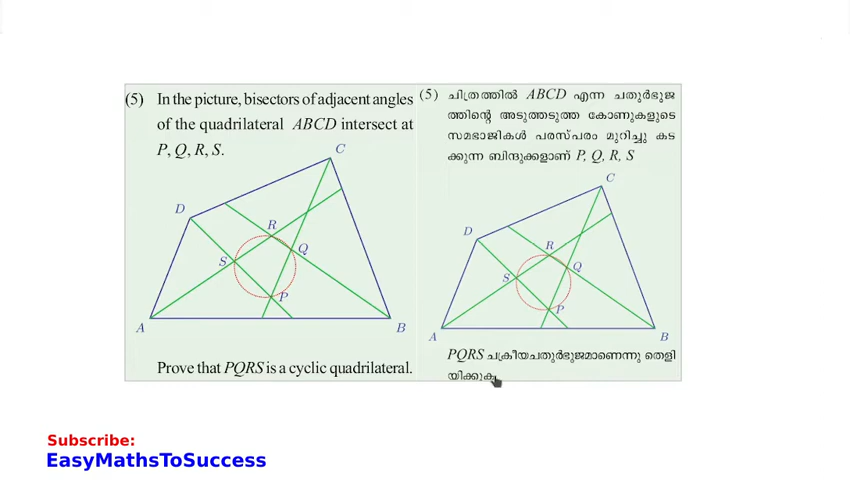 (5) In the picture, bisectors of adjacent angles
of the quadrilateral ABCD intersect at
P, Q, R, S.
C
D
R
Q
S
P
A
B
Prove that PQRS is a cyclic quadrilateral.
(5) ചിത്രത്തിൽ ABCD എന്ന ചതുർഭുജ
ത്തിന്റെ അടുത്തടുത്ത കോണുകളുടെ
സമഭാജികൾ പരസ്പരം മുറിച്ചു കട
ക്കുന്ന ബിന്ദുക്കളാണ് P, Q, R, S
C
D
R
Q
S
P
A
B
PQRS ചക്രീയചതുർഭുജമാണെന്നു തെളി
യിക്കുക.
Subscribe:
EasyMathsToSuccess